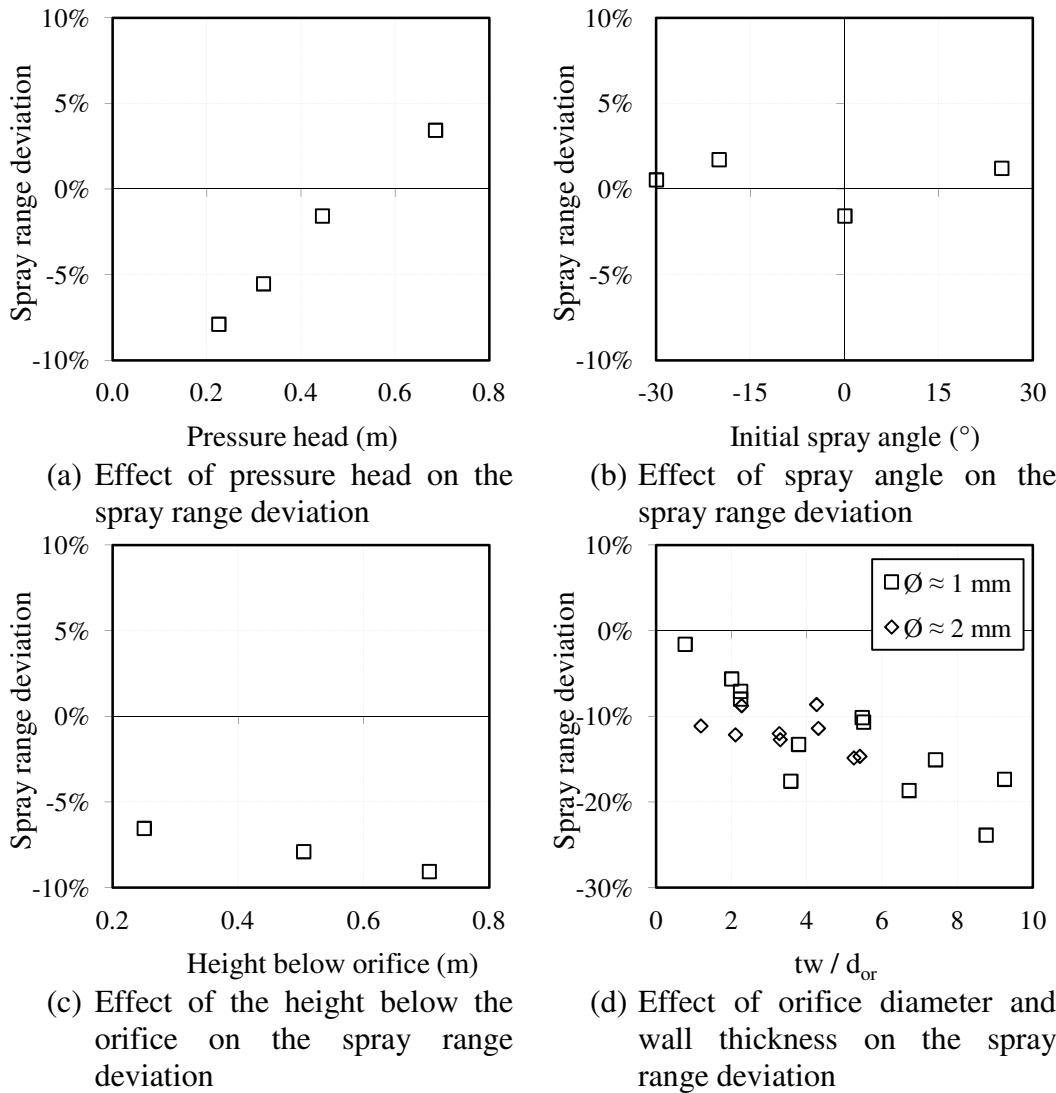 10%
5%
0%
-5%
-10%
Spray range deviation
0.0 0.2 0.4 0.6 0.8
Pressure head (m)
(a) Effect of pressure head on the
spray range deviation
10%
5%
0%
-5%
-10%
Spray range deviation
-30 -15 0 15 30
Initial spray angle (°)
(b) Effect of spray angle on the
spray range deviation
10%
5%
0%
-5%
-10%
Spray range deviation
0.2 0.4 0.6 0.8
Height below orifice (m)
(c) Effect of the height below the
orifice on the spray range
deviation
10%
0%
-10%
-20%
-30%
Spray range deviation
Ø ≈ 1 mm
Ø ≈ 2 mm
0 2 4 6 8 10
tw / dor
(d) Effect of orifice diameter and
wall thickness on the spray
range deviation